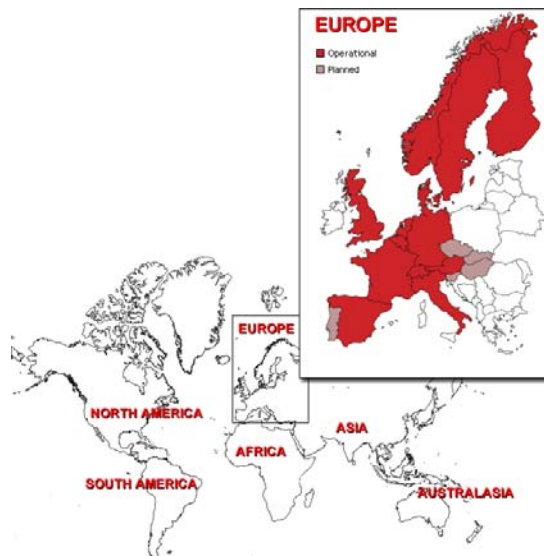 EUROPE
Operational
Planned
EUROPE
NORTH AMERICA
ASIA
AFRICA
SOUTH AMERICA
AUSTRALASIA